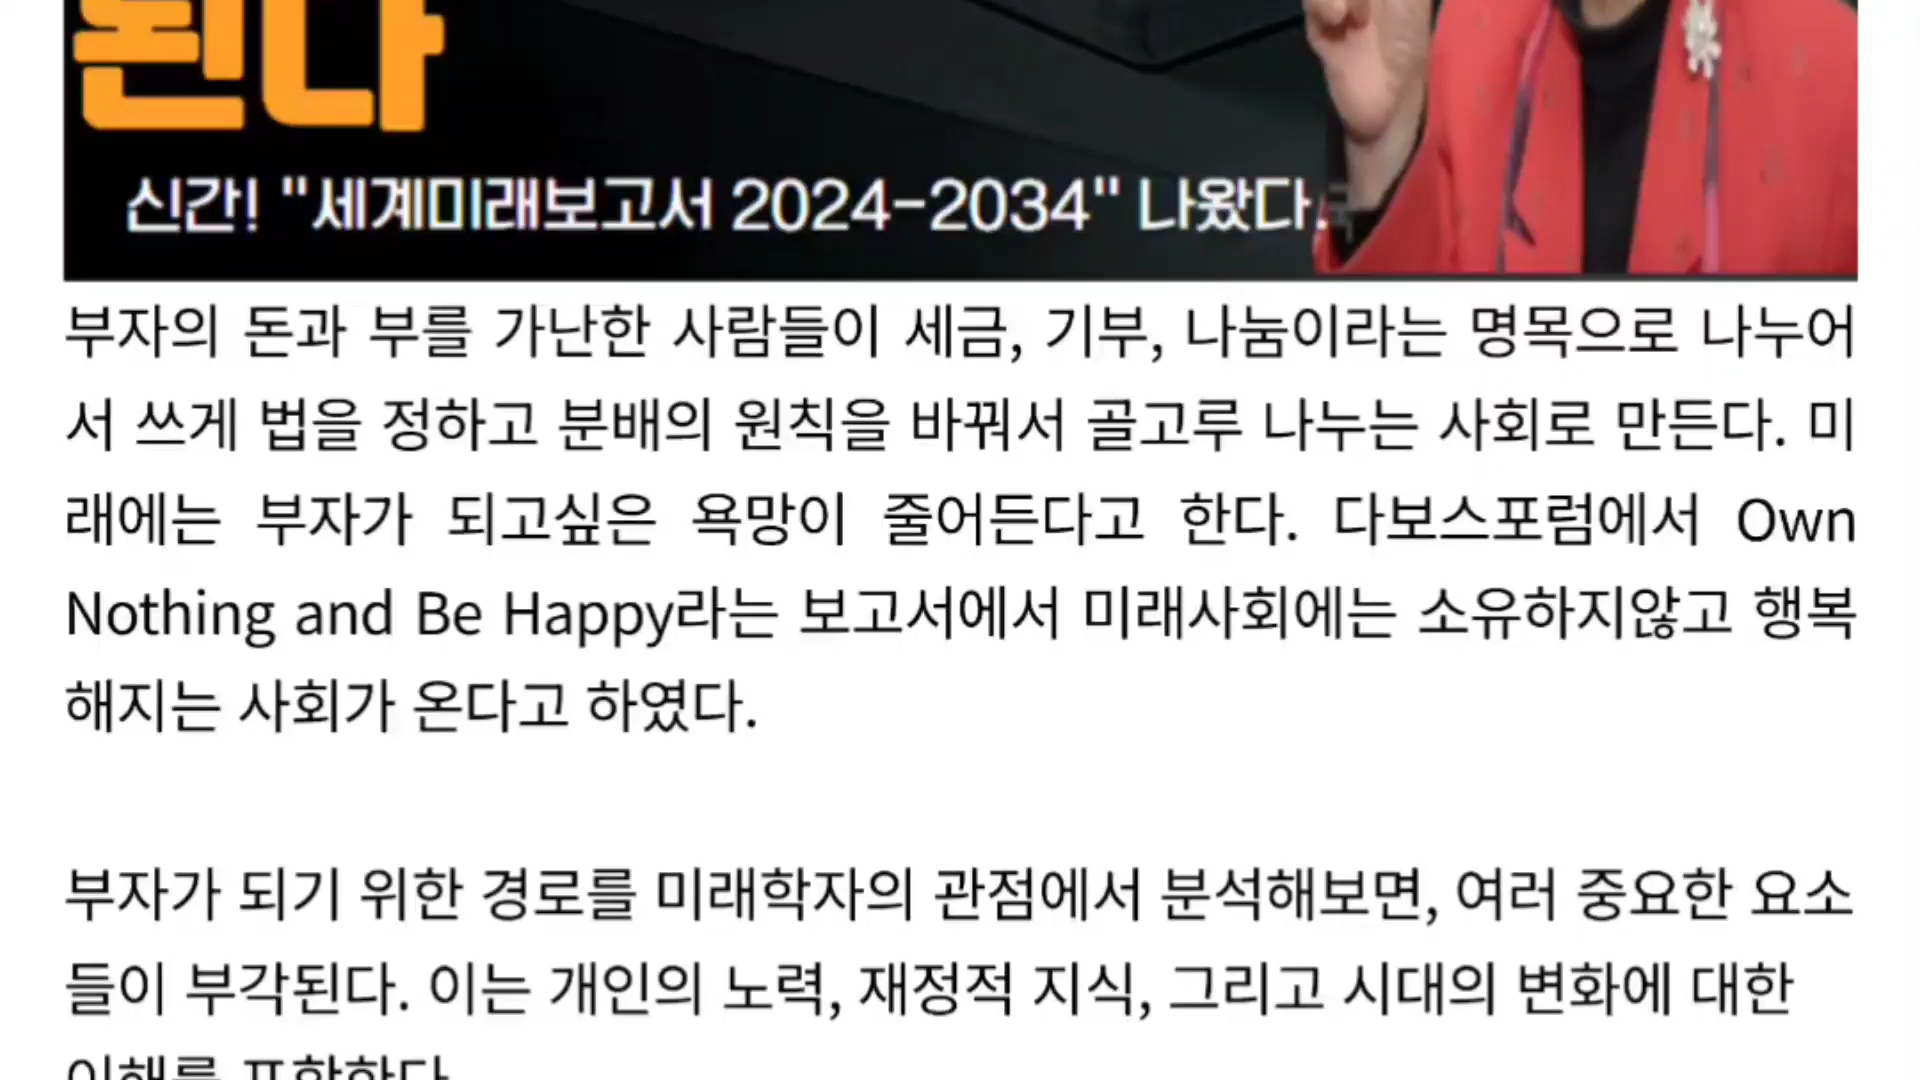 된다
신간! "세계미래보고서 2024-2034" 나왔다.
부자의 돈과 부를 가난한 사람들이 세금, 기부, 나눔이라는 명목으로 나누어
서 쓰게 법을 정하고 분배의 원칙을 바꿔서 골고루 나누는 사회로 만든다. 미
래에는 부자가 되고싶은 욕망이 줄어든다고 한다. 다보스포럼에서 Own
Nothing and Be Happy라는 보고서에서 미래사회에는 소유하지않고 행복
해지는 사회가 온다고 하였다.
부자가 되기 위한 경로를 미래학자의 관점에서 분석해보면, 여러 중요한 요소
들이 부각된다. 이는 개인의 노력, 재정적 지식, 그리고 시대의 변화에 대한
이해를 포함한다